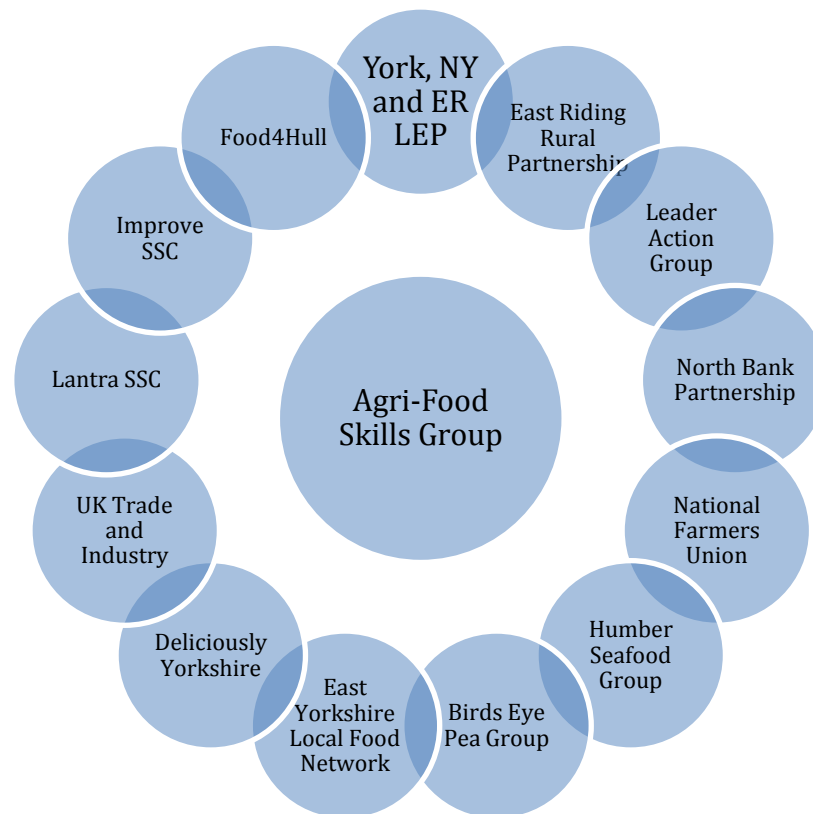 York, NY
and ER
LEP
East Riding
Rural
Partnership
Leader
Action
Group
North Bank
Partnership
National
Farmers
Union
Humber
Seafood
Group
Birds Eye
Pea Group
East
Yorkshire
Local Food
Network
Deliciously
Yorkshire
UK Trade
and
Industry
Lantra SSC
Improve
SSC
Food4Hull
Agri-Food
Skills Group